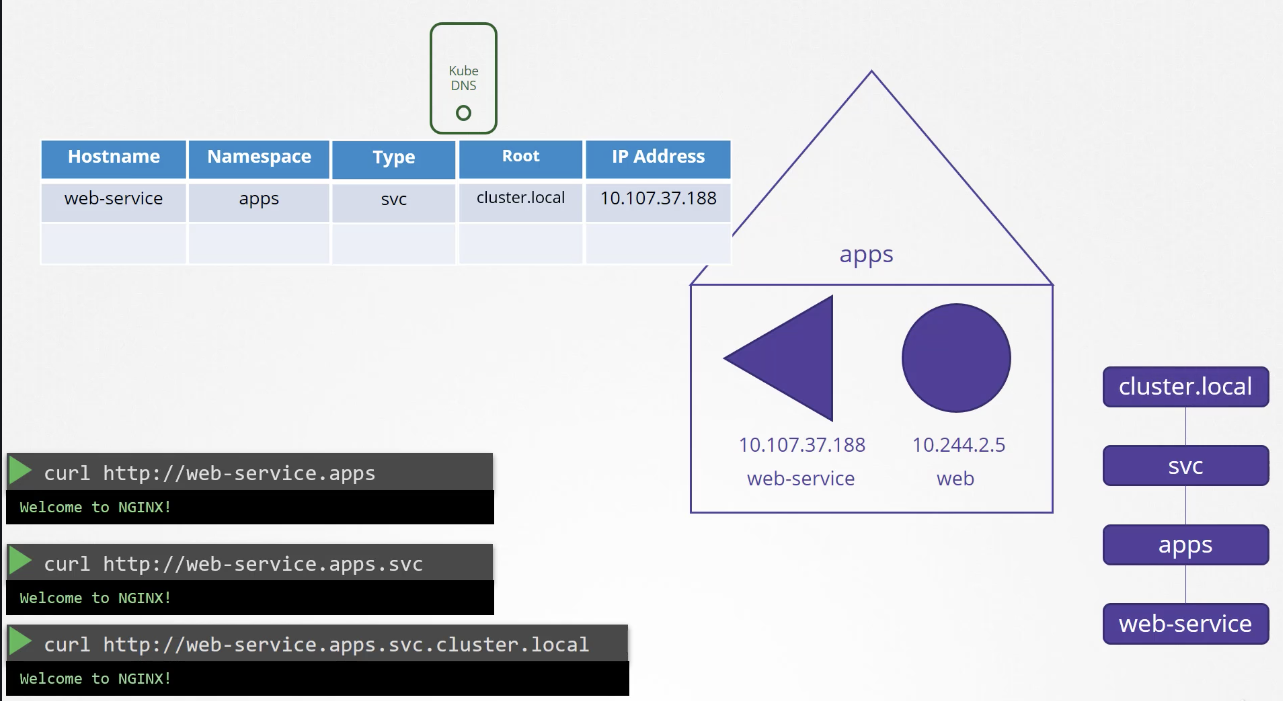 Kube
DNS
Hostname Namespace Type Root IP Address
web-service apps svc cluster.local 10.107.37.188
apps
10.107.37.188 10.244.2.5
web-service web
cluster.local
svc
apps
web-service
curl http://web-service.apps
Welcome to NGINX!
curl http://web-service.apps.svc
Welcome to NGINX!
curl http://web-service.apps.svc.cluster.local
Welcome to NGINX!